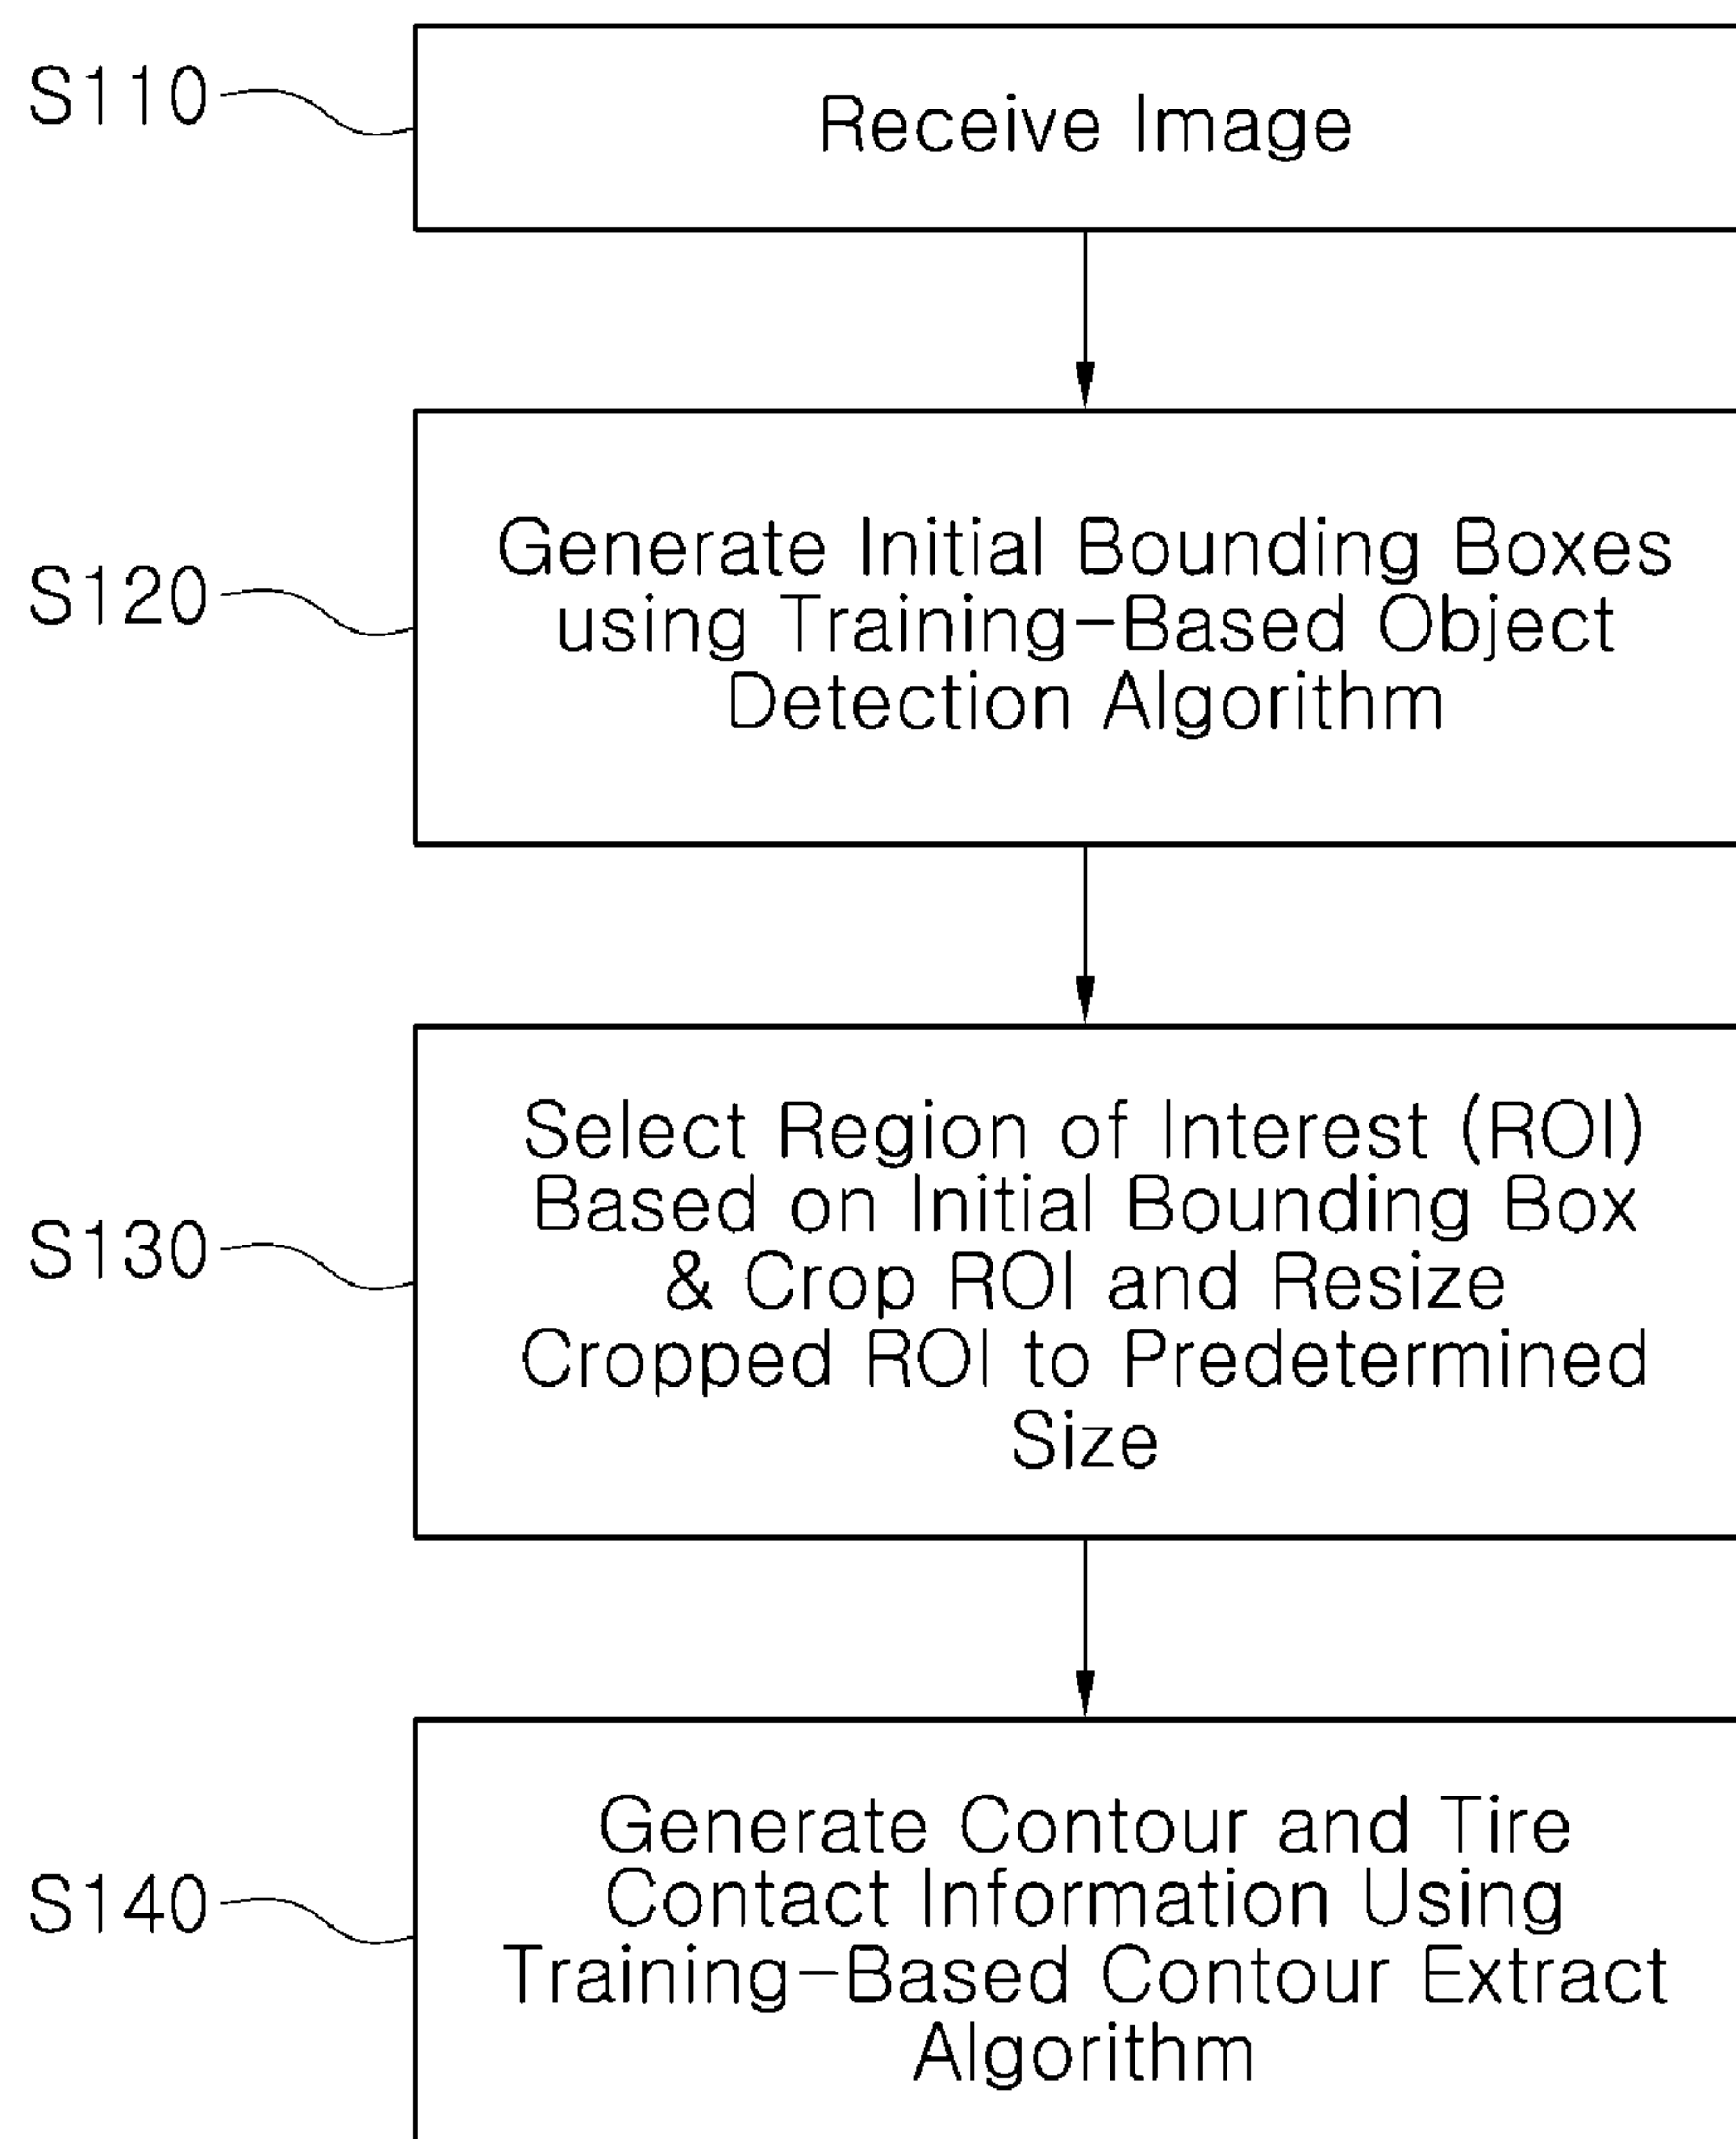 S110
Receive Image
S120
Generate Initial Bounding Boxes
using Training-Based Object
Detection Algorithm
S130
Select Region of Interest (ROI)
Based on Initial Bounding Box
& Crop ROI and Resize
Cropped ROI to Predetermined
Size
S140
Generate Contour and Tire
Contact Information Using
Training-Based Contour Extract
Algorithm